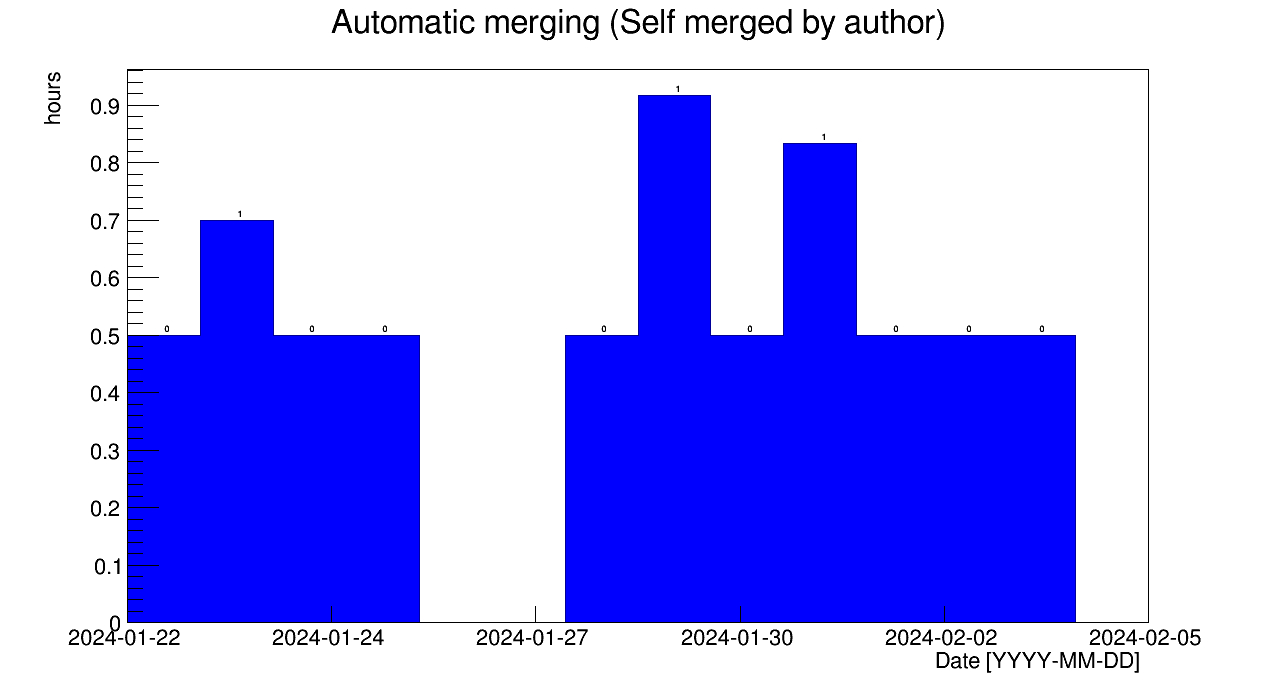 Automatic merging (Self merged by author)
hours
0.9
0.8
0.7
0.6
0.5
0.4
0.3
0.2
0.1
0
0 1 0 0 0 1 0 1 0 0 0
2024-01-22 2024-01-24 2024-01-27 2024-01-30 2024-02-02 2024-02-05
Date [YYYY-MM-DD]